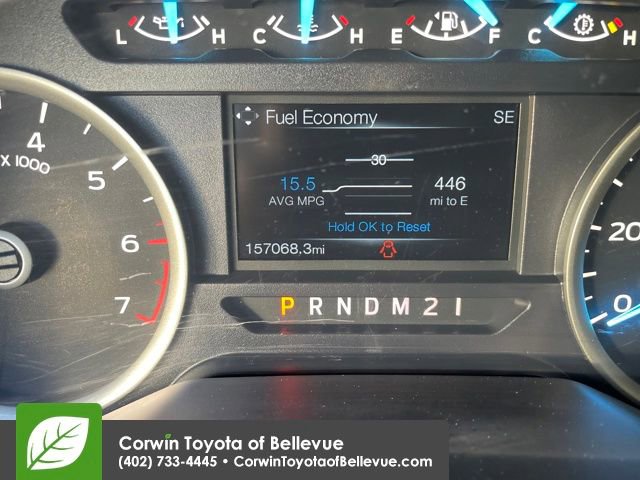 L H C H E F C H
Fuel Economy SE
4
X 1000
5
30
15.5 446
AVG MPG mi to E
20
6
Hold OK to Reset
157068.3mi
0
7
P R N D M 2 1
Corwin Toyota of Bellevue
(402) 733-4445 • CorwinToyotaofBellevue.com